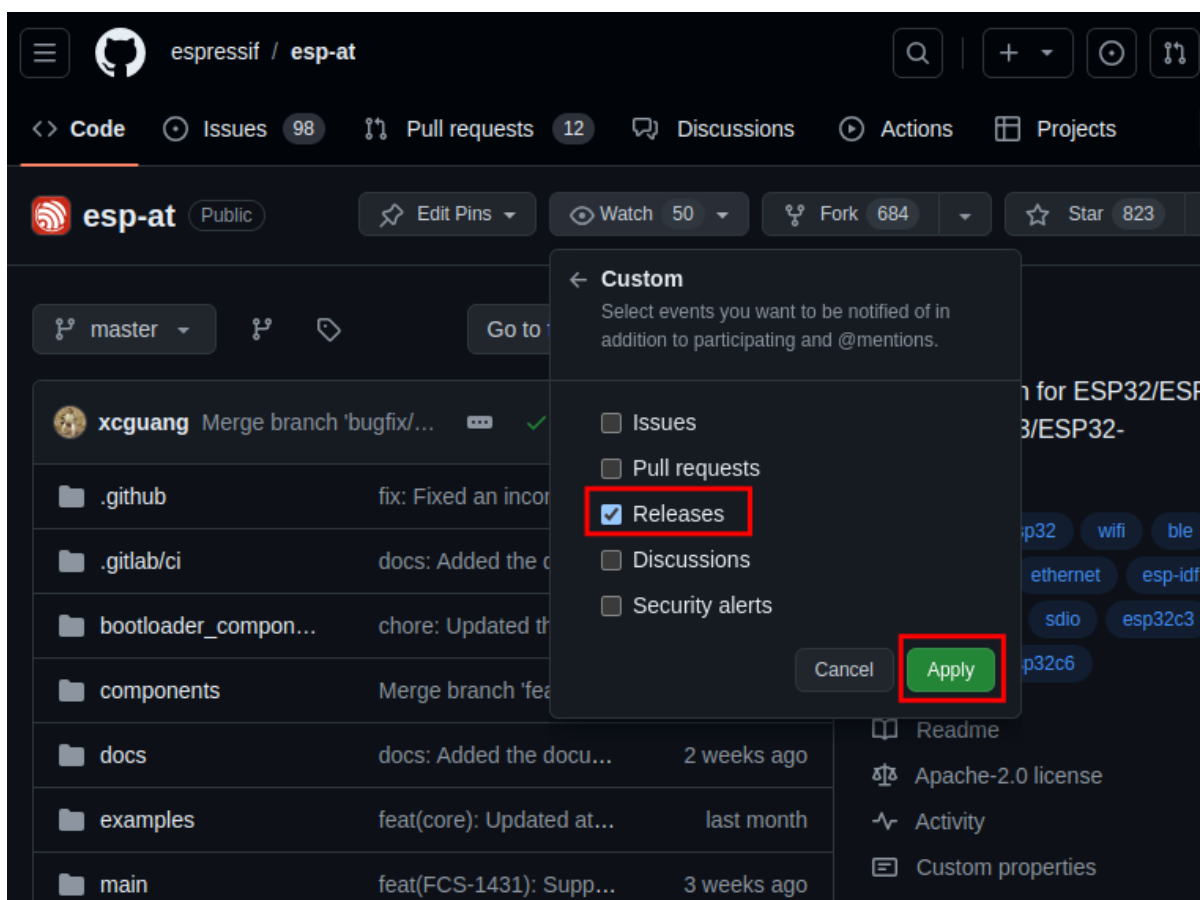 espressif / esp-at
Code Issues 98 Pull requests 12 Discussions Actions Projects
esp-at Public Edit Pins Watch 50 Fork 684 Star 823
Custom
Select events you want to be notified of in
addition to participating and @mentions.
master Go to
for ESP32/ESP
/ESP32-
xcguang Merge branch 'bugfix/...
Issues
Pull requests
Releases
Discussions
Security alerts
Cancel Apply
.github fix: Fixed an incor
.gitlab/ci docs: Added the
bootloader_compon... chore: Updated th
components Merge branch 'fea
docs docs: Added the docu... 2 weeks ago
examples feat(core): Updated at... last month
main feat(FCS-1431): Supp... 3 weeks ago
sp32 wifi ble
ethernet esp-idf
sdio esp32c3
sp32c6
Readme
Apache-2.0 license
Activity
Custom properties